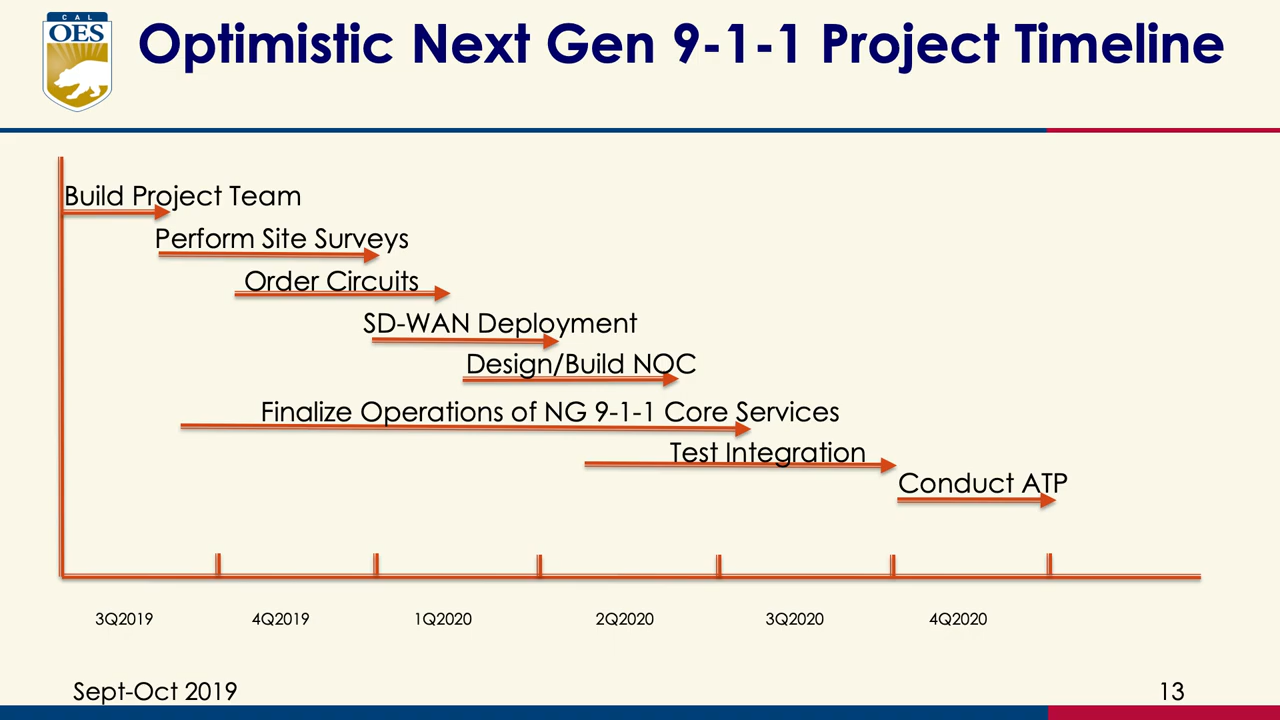 CAL
OES
Optimistic Next Gen 9-1-1 Project Timeline
Build Project Team
Perform Site Surveys
Order Circuits
SD-WAN Deployment
Design/Build NOC
Finalize Operations of NG 9-1-1 Core Services
Test Integration
Conduct ATP
3Q2019 4Q2019 1Q2020 2Q2020 3Q2020 4Q2020
Sept-Oct 2019 13